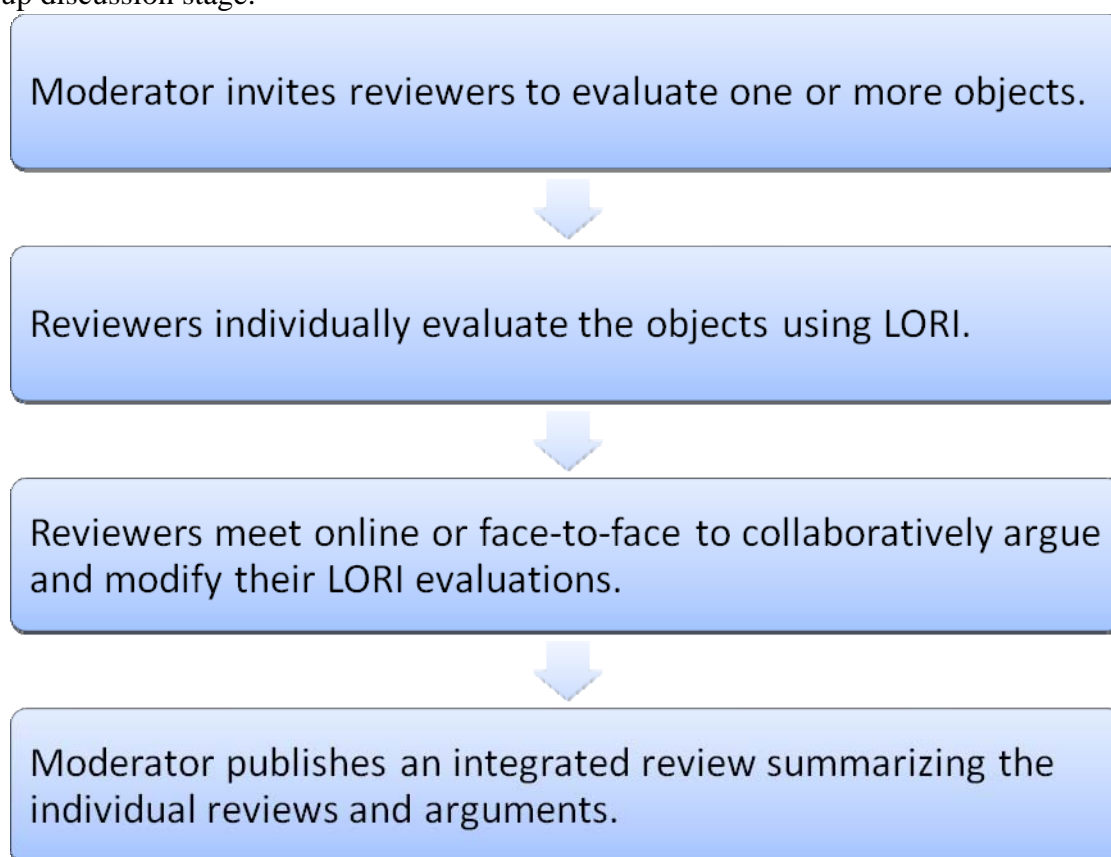 up discussion stage.
Moderator invites reviewers to evaluate one or more objects.
Reviewers individually evaluate the objects using LORI.
Reviewers meet online or face-to-face to collaboratively argue
and modify their LORI evaluations.
Moderator publishes an integrated review summarizing the
individual reviews and arguments.